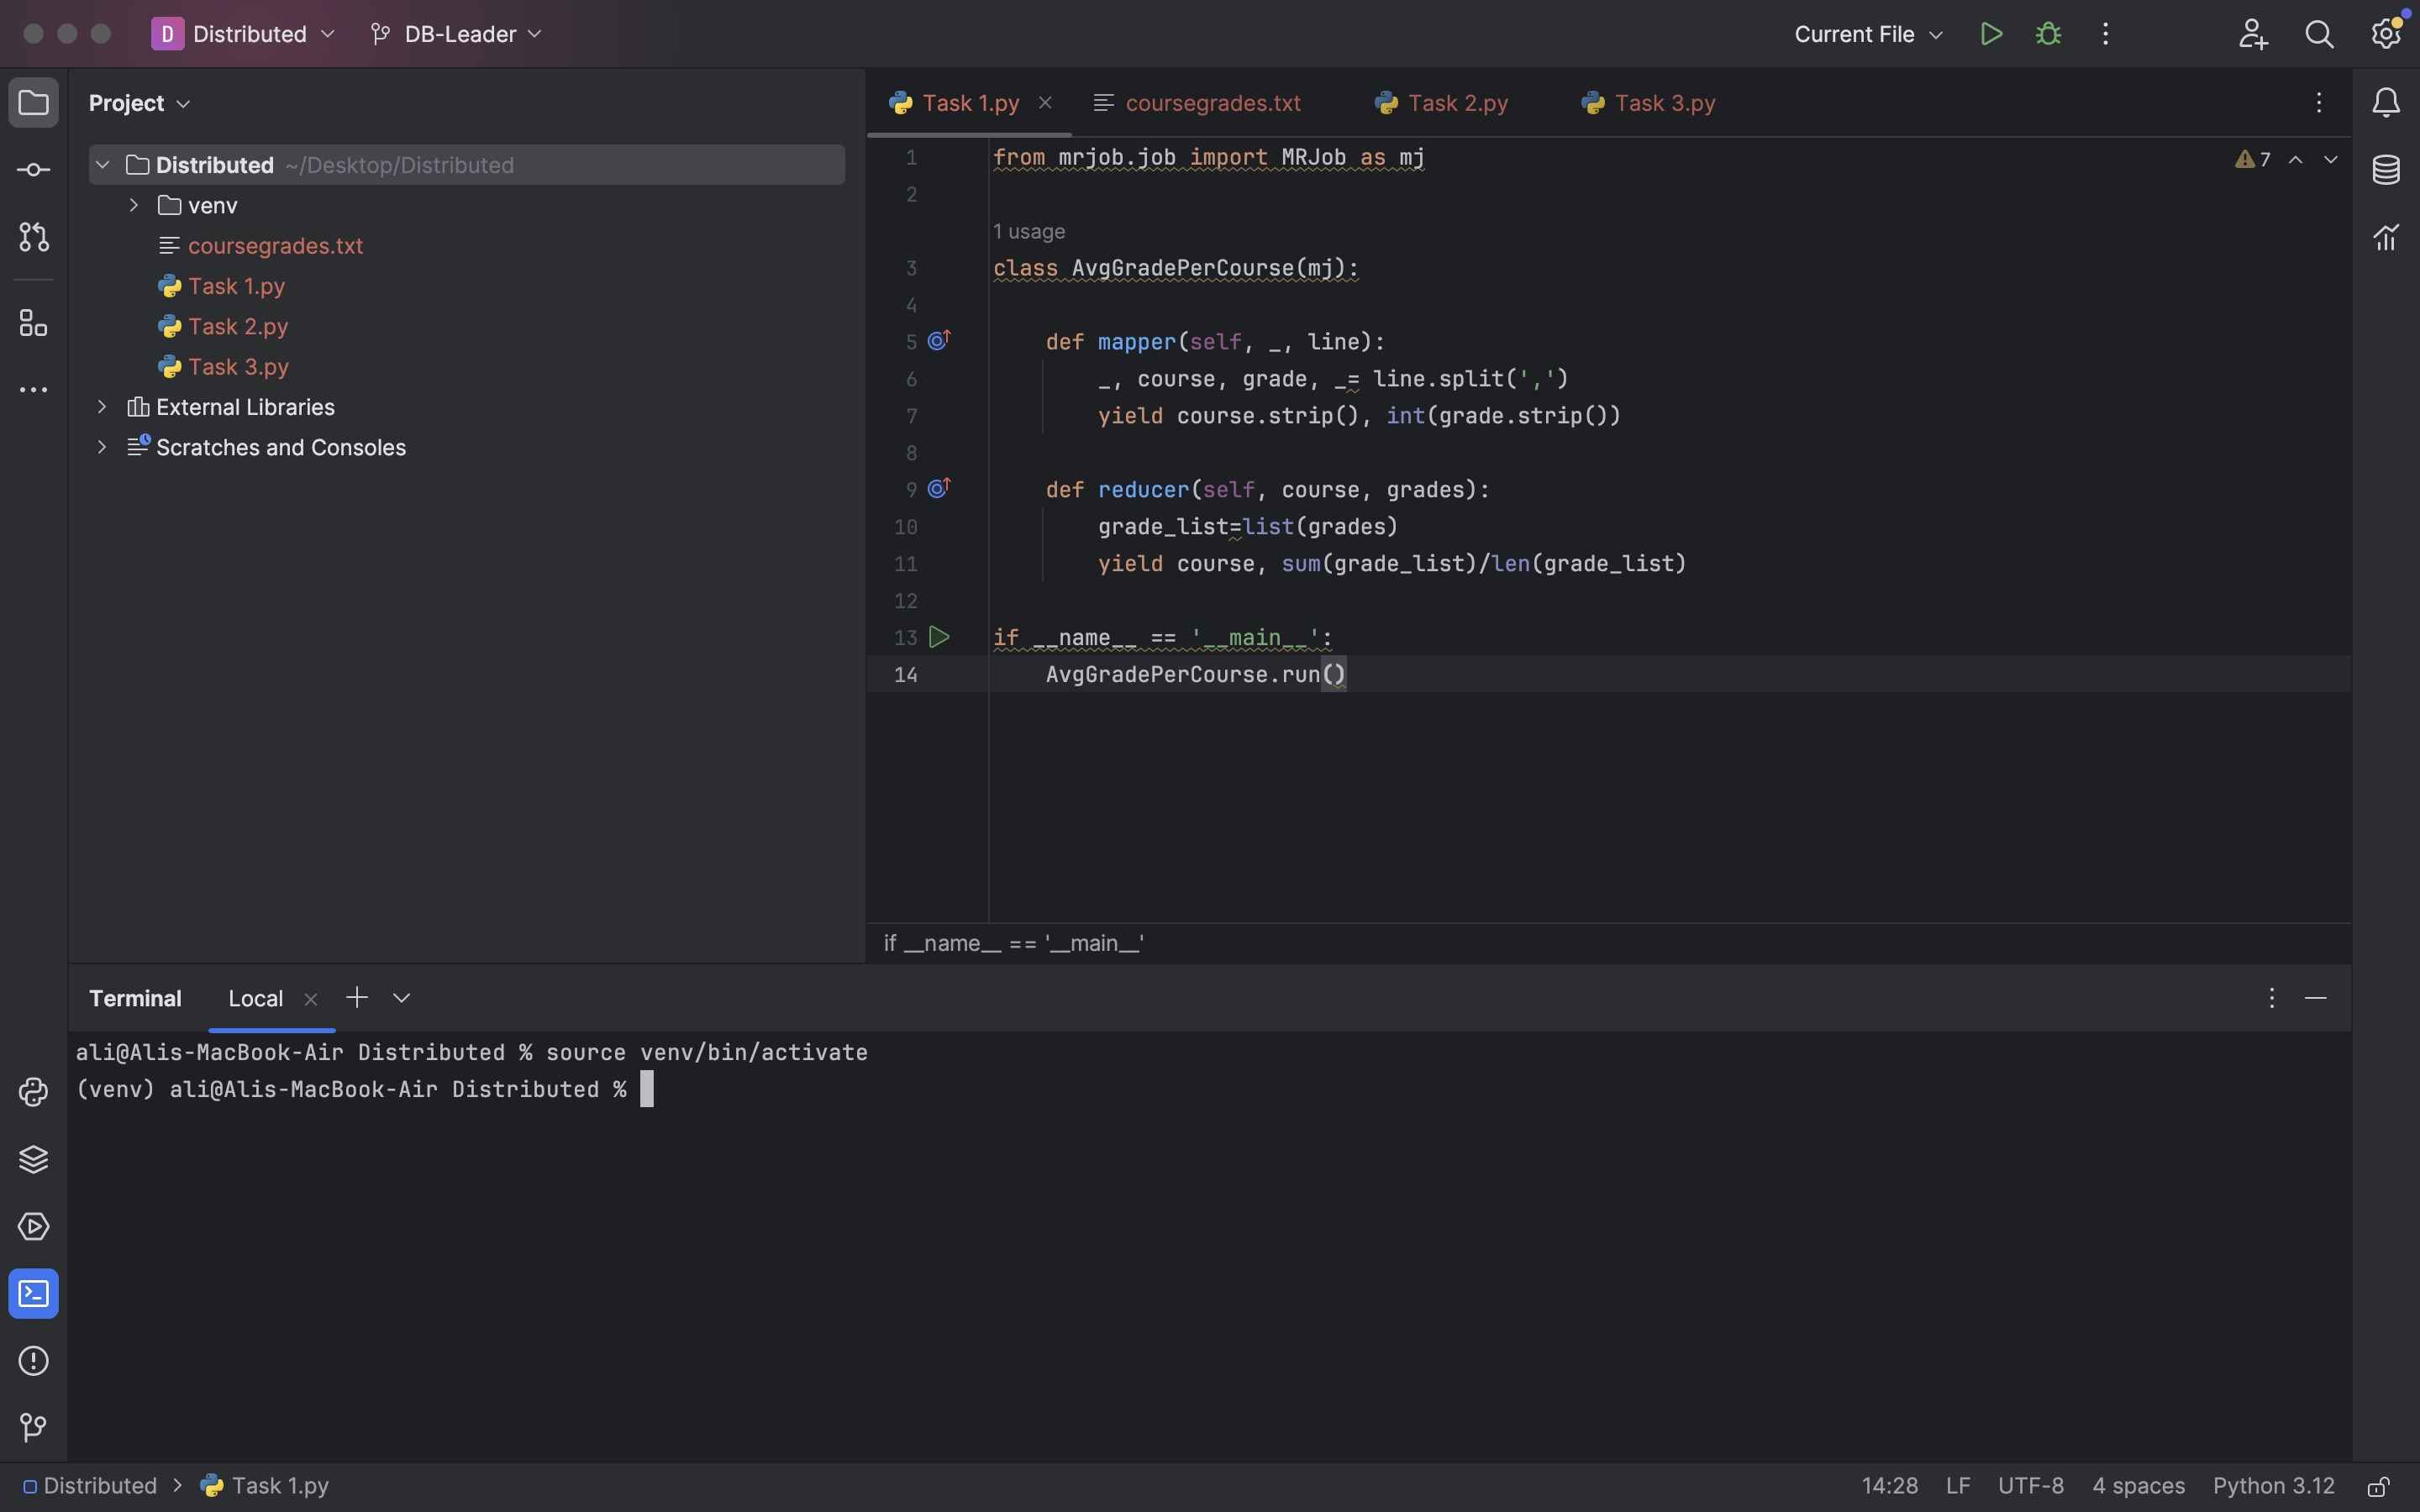 D Distributed DB-Leader Current File
Project
Task 1.py coursegrades.txt Task 2.py Task 3.py
Distributed ~/Desktop/Distributed
venv
coursegrades.txt
Task 1.py
Task 2.py
Task 3.py
External Libraries
Scratches and Consoles
7
1 from mrjob.job import MRJob as mj
2
1 usage
3 class AvgGradePerCourse(mj):
4
5 def mapper(self, _, line):
6 _, course, grade, _= line.split(',')
7 yield course.strip(), int(grade.strip())
8
9 def reducer(self, course, grades):
10 grade_list=list(grades)
11 yield course, sum(grade_list)/len(grade_list)
12
13 if __name__ == '__main__':
14 AvgGradePerCourse.run()
if __name__ == '__main__'
Terminal Local
ali@Alis-MacBook-Air Distributed % source venv/bin/activate
(venv) ali@Alis-MacBook-Air Distributed %
Distributed > Task 1.py 14:28 LF UTF-8 4 spaces Python 3.12